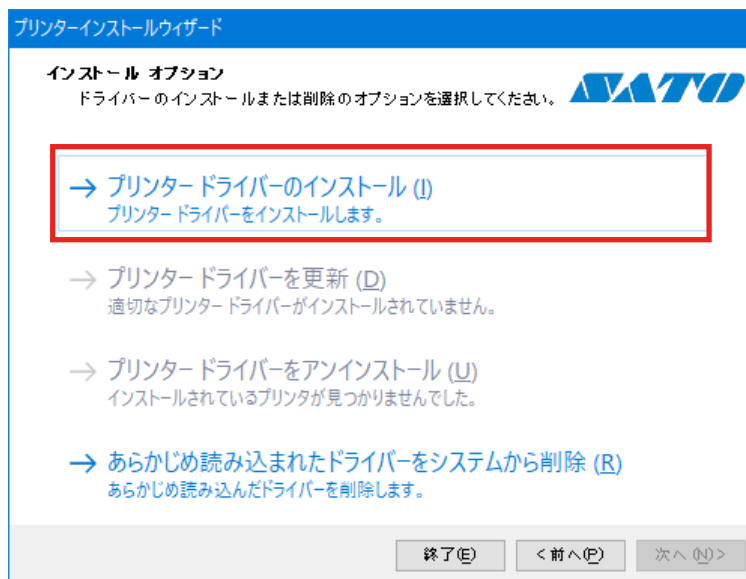 プリンターインストールウィザード
インストール オプション
ドライバーのインストールまたは削除のオプションを選択してください。
SATO
→ プリンター ドライバーのインストール (I)
プリンター ドライバーをインストールします。
→ プリンター ドライバーを更新 (D)
適切なプリンター ドライバーがインストールされていません。
→ プリンター ドライバーをアンインストール (U)
インストールされているプリンタが見つかりませんでした。
→ あらかじめ読み込まれたドライバーをシステムから削除 (R)
あらかじめ読み込んだドライバーを削除します。
終了(E) <前へ(P) 次へ(N)>